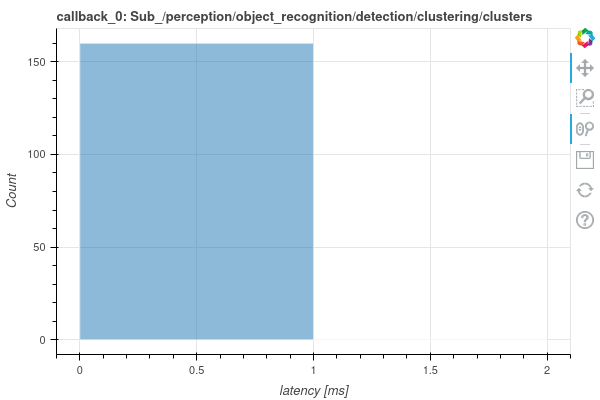 callback_0: Sub_/perception/object_recognition/detection/clustering/clusters
150
100
50
0
Count
0 0.5 1 1.5 2
latency [ms]